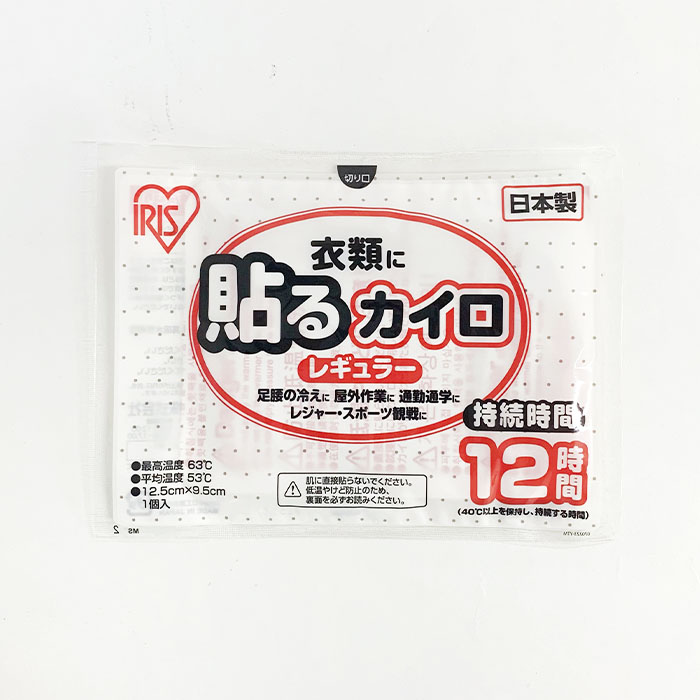 切り口
IRIS
日本製
衣類に
貼るカイロ
レギュラー
足腰の冷えに 屋外作業に 通勤通学に
レジャー・スポーツ観戦に
持続時間
12時間
(40℃以上を保持し、持続する時間)
●最高温度 63℃
●平均温度 53℃
●12.5cm×9.5cm
1個入
肌に直接貼らないでください。
低温やけど防止のため、
裏面を必ずお読みください。
MS 2